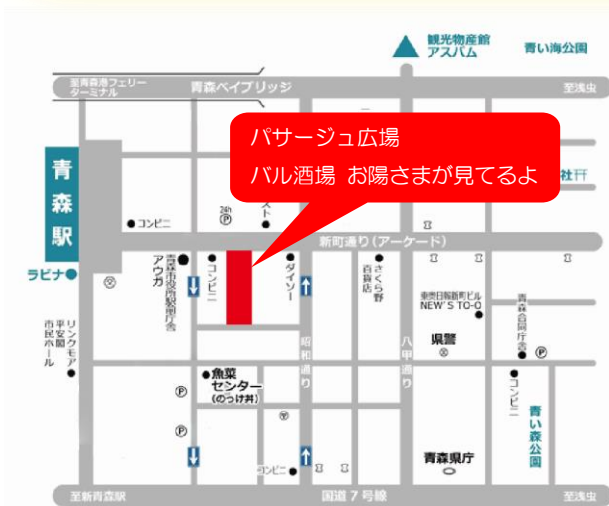 観光物産館
アスパム
青い海公園
至青森港フェリー
ターミナル
青森ベイブリッジ
至浅虫
パサージュ広場
バル酒場 お陽さまが見てるよ
青森駅
社
コンビニ
24h
P
スト
新町通り(アーケード)
ラビナ
青森市役所駅前庁舎
アウガ
コンビニ
ダイソー
さくら野
百貨店
東奥日報新町ビル
NEW'S TO-O
青森合同庁舎
P
リンクモア
平安閣
市民ホール
昭和通り
八甲通り
県警
魚菜
センター
(のっけ丼)
P
P
コンビニ
青い森公園
コンビニ
青森県庁
至新青森駅
国道7号線
至浅虫